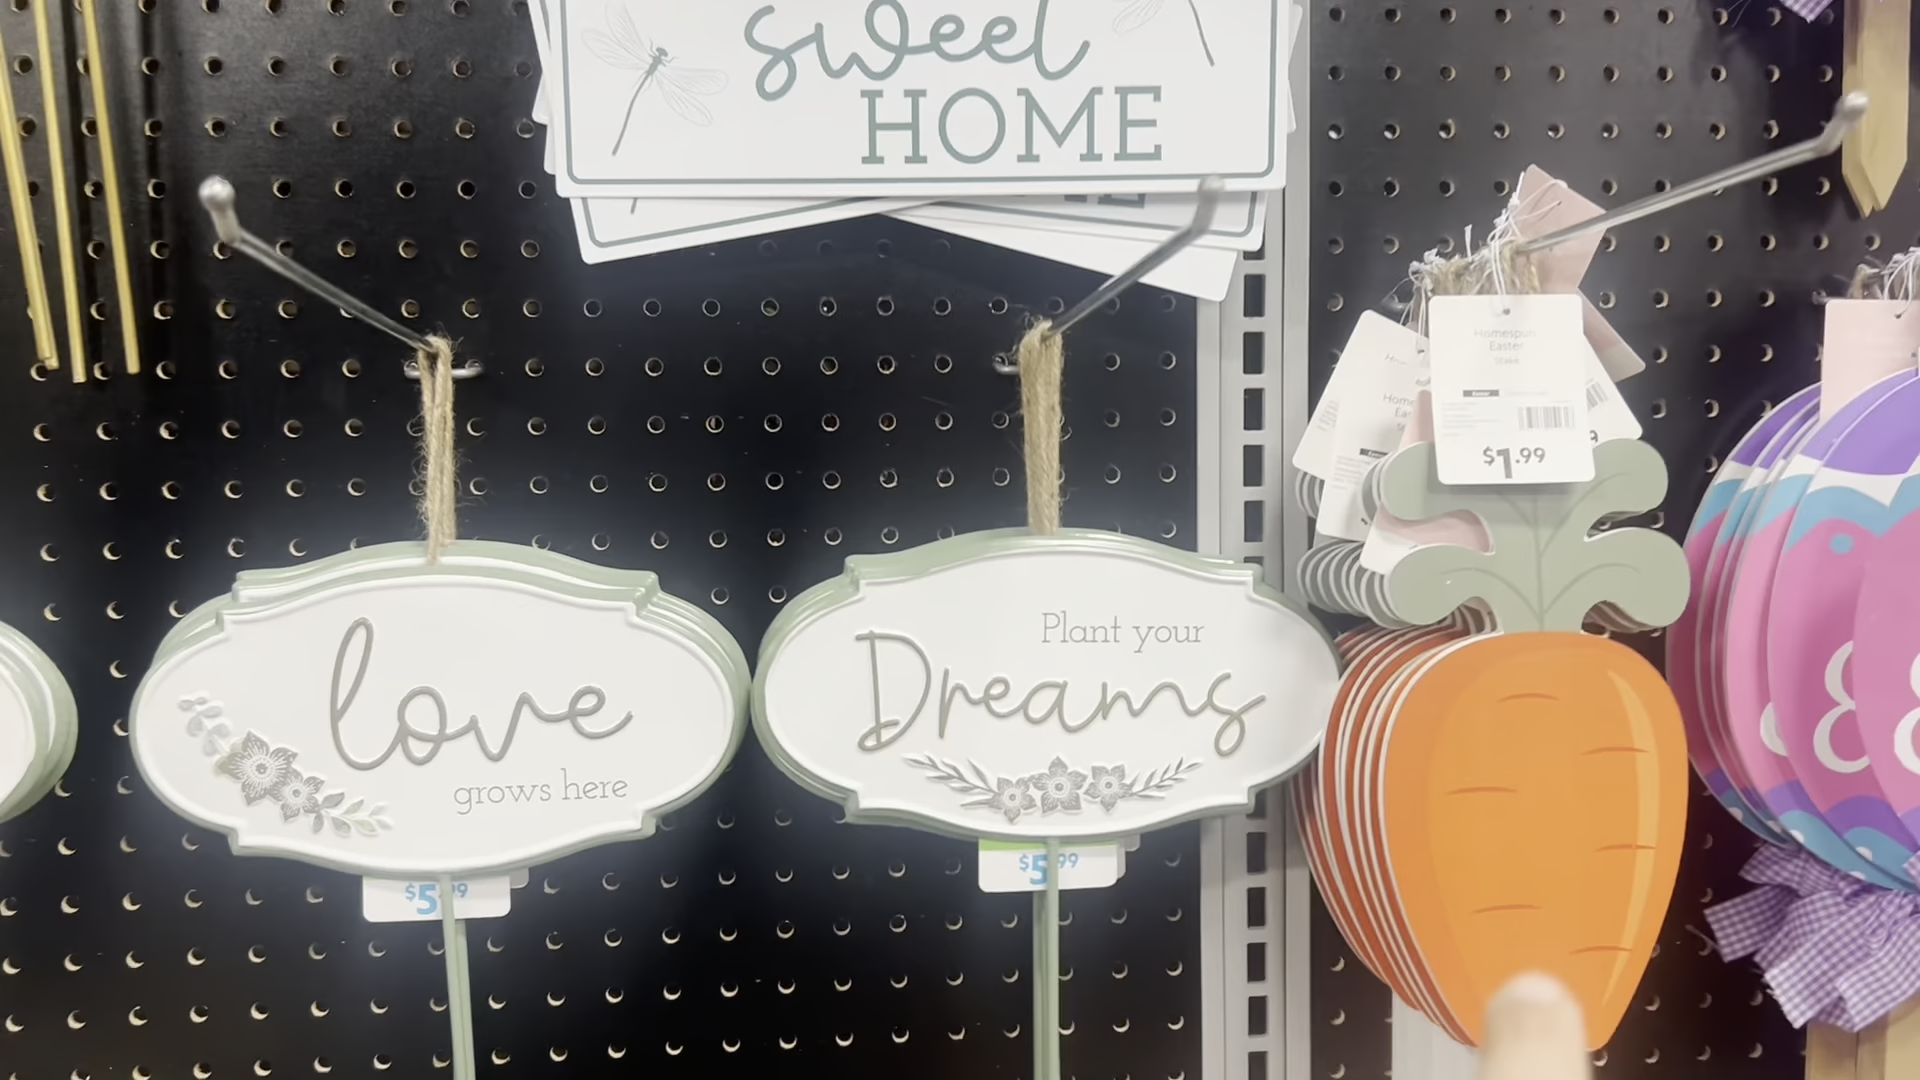 sweet
HOME
Homespun
Easter
Stake
$1.99
love
grows here
$5.99
Plant your
Dreams
$5.99